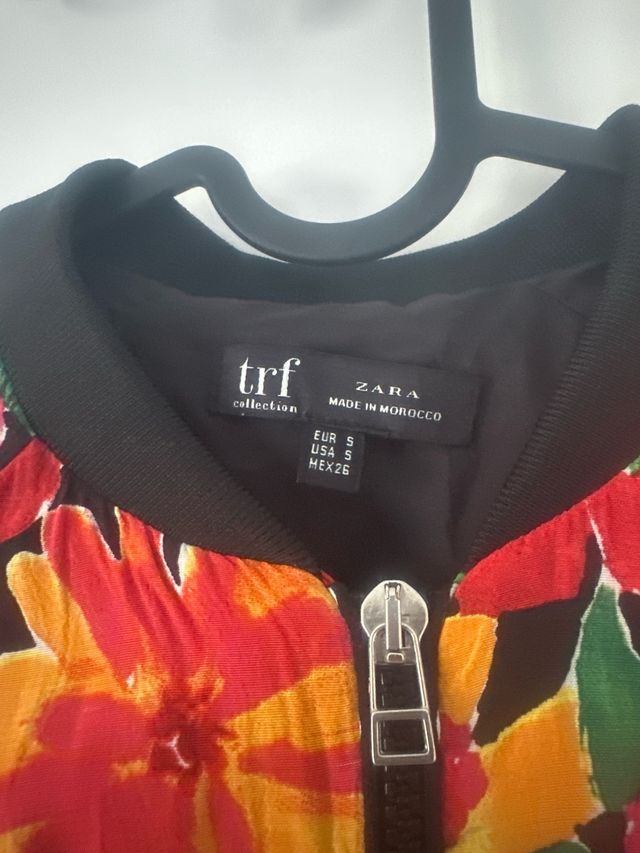 trf
collection
ZARA
MADE IN MOROCCO
EUR S
USA S
MEX 26